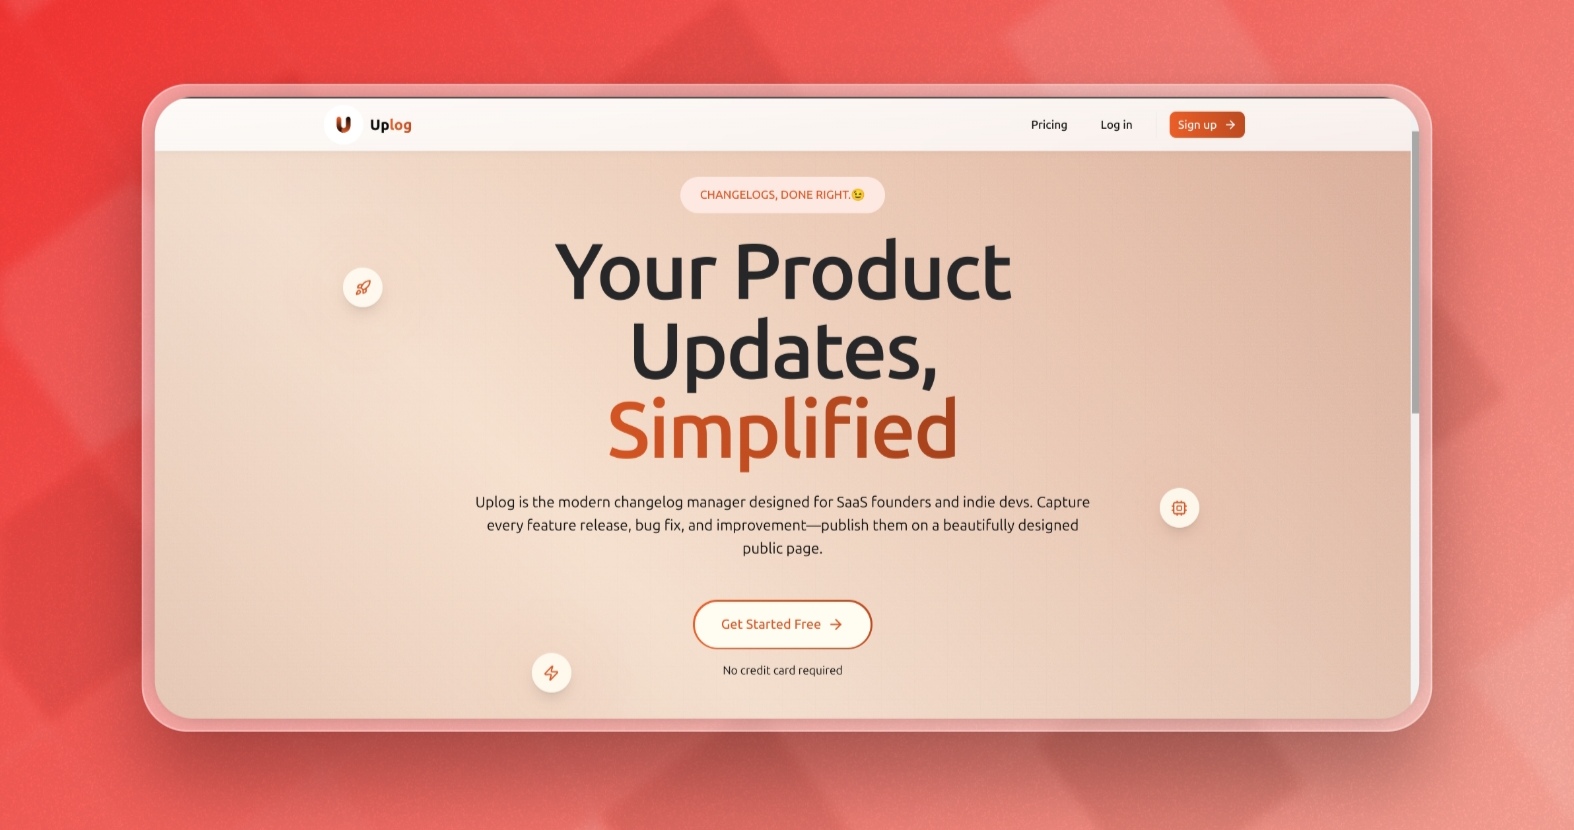 Uplog
Pricing
Log in
Sign up
CHANGELOGS, DONE RIGHT.😉
Your Product
Updates,
Simplified
Uplog is the modern changelog manager designed for SaaS founders and indie devs. Capture
every feature release, bug fix, and improvement—publish them on a beautifully designed
public page.
Get Started Free
No credit card required